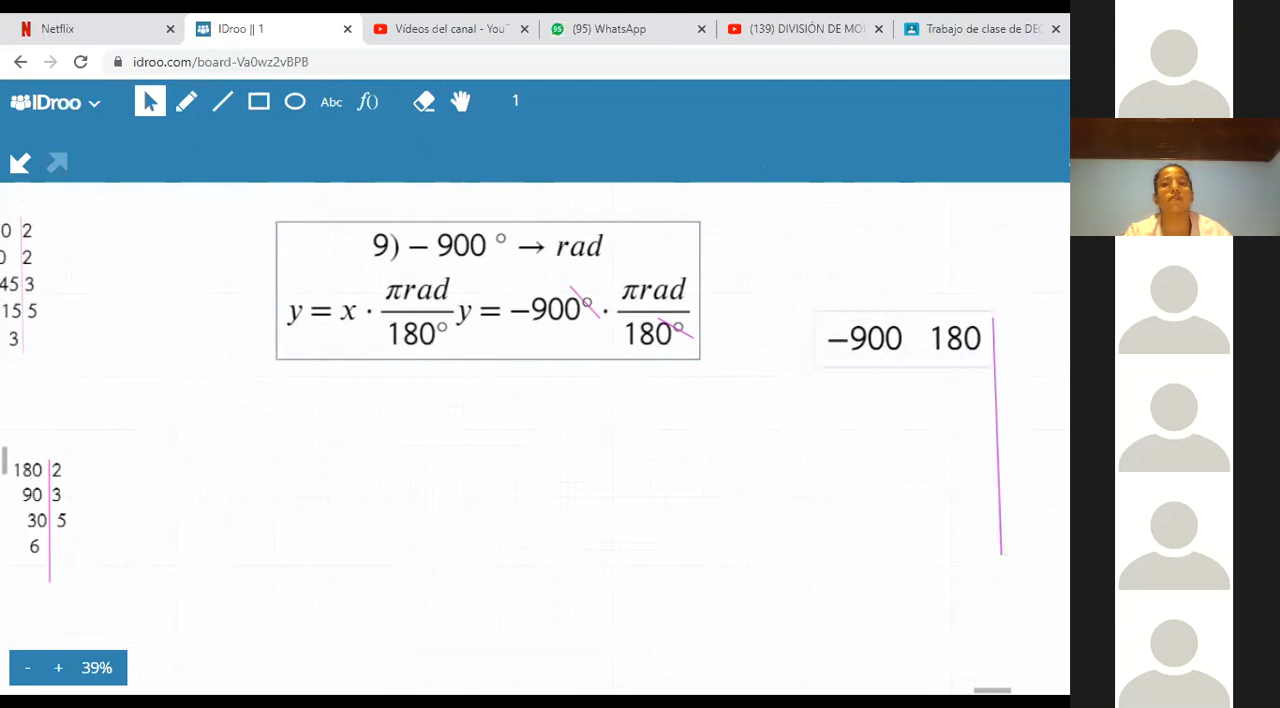 Netflix
IDroo || 1
Vídeos del canal - YouT
(95) WhatsApp
(139) DIVISIÓN DE MO
Trabajo de clase de DEC
idroo.com/board-Va0wz2vBPB
IDroo
Abc
f()
1
0 2
0 2
45 3
15 5
3
9) − 900 ° → rad
y = x · πrad/180° y = −900° · πrad/180°
−900 180
180 2
90 3
30 5
6
- + 39%